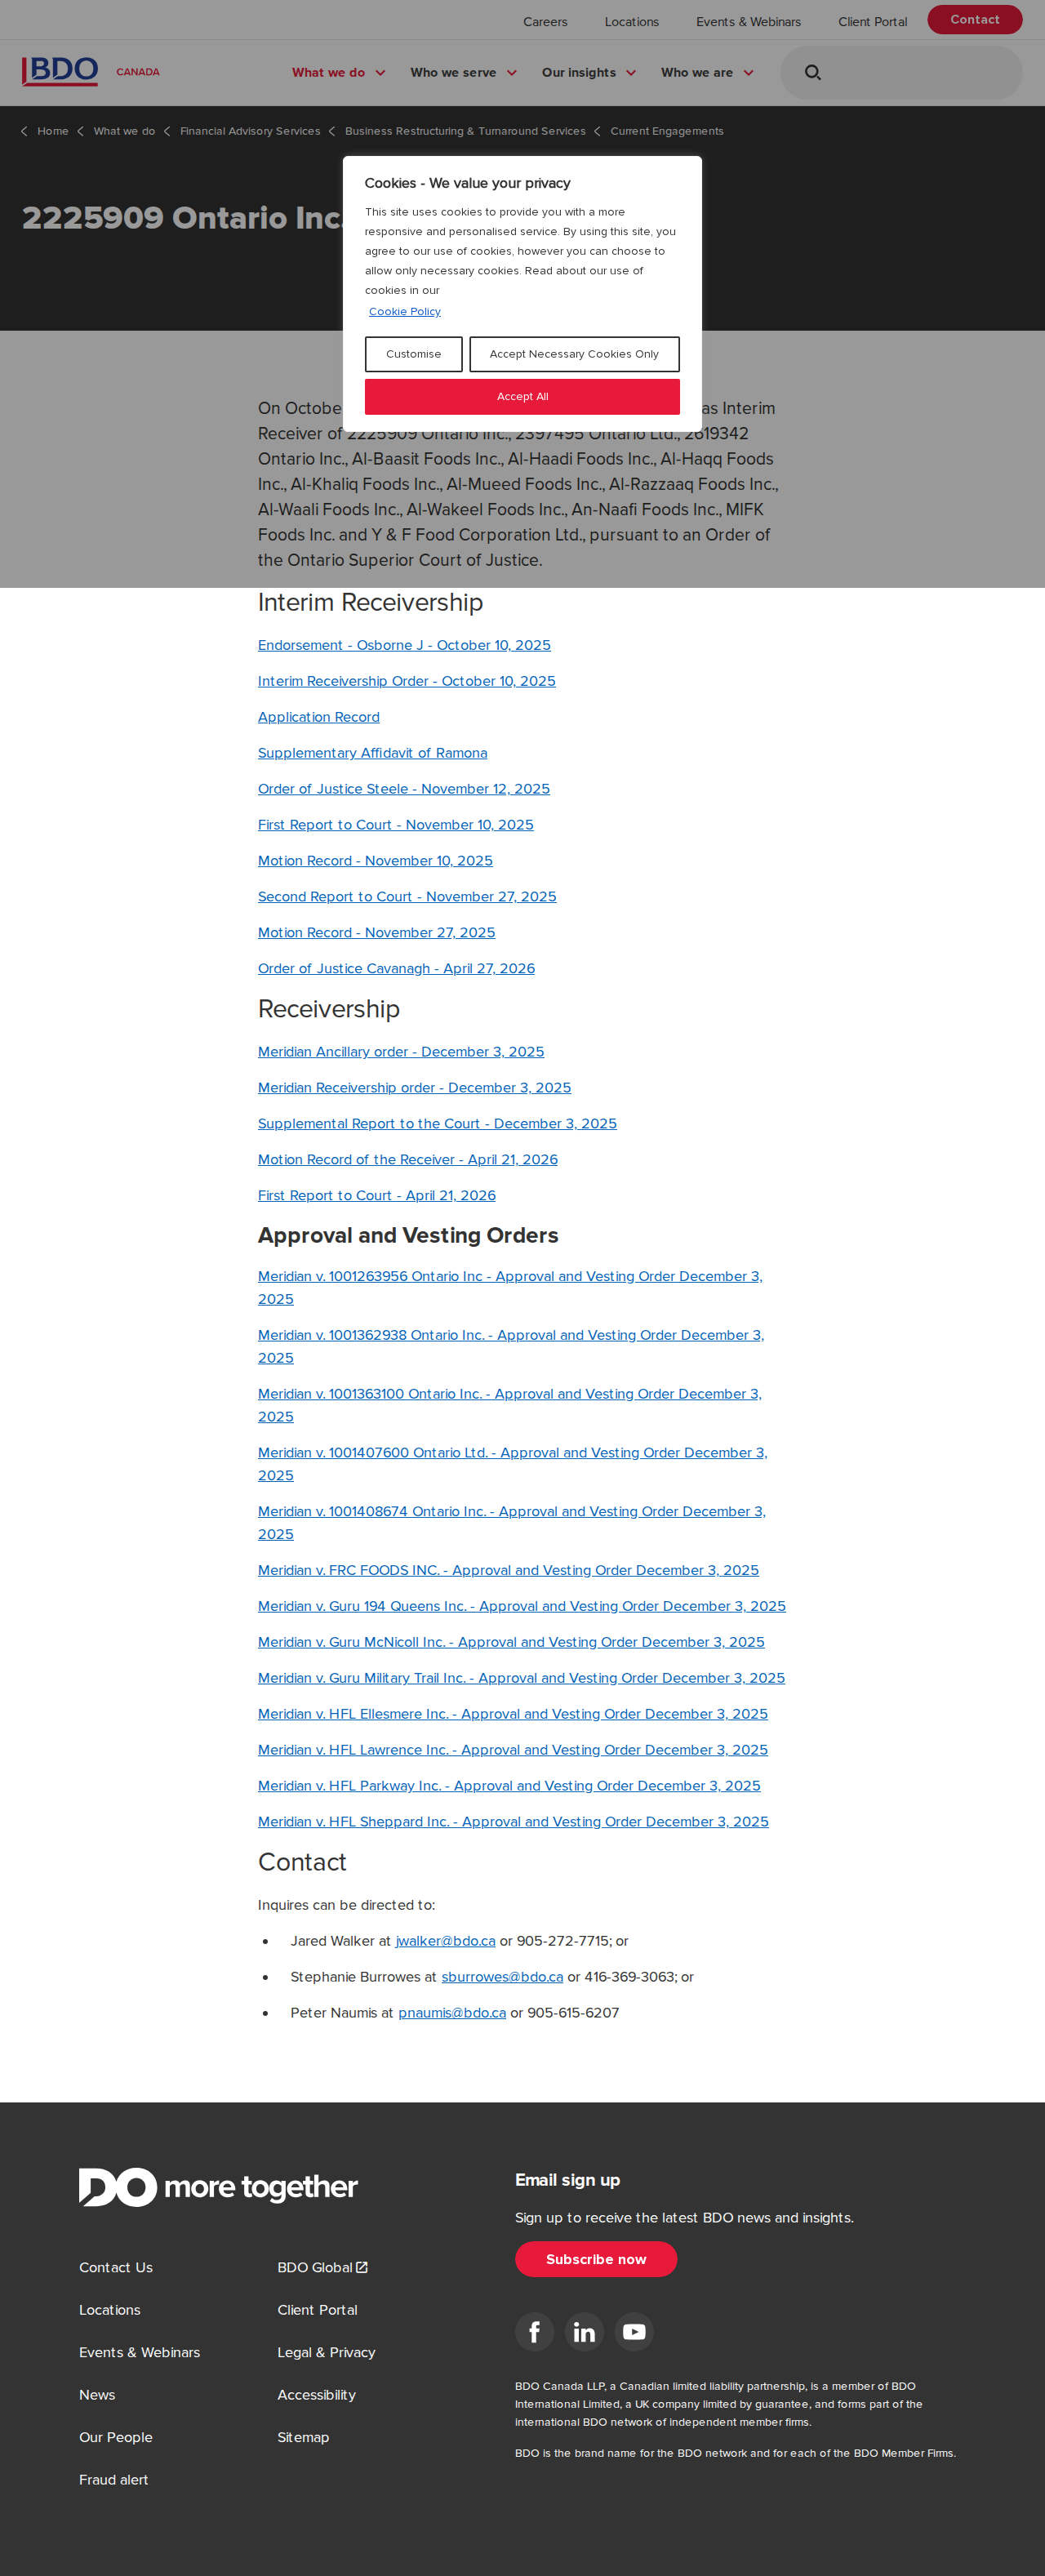 Careers
Locations
Events & Webinars
Client Portal
Contact
BDO
CANADA
What we do
Who we serve
Our insights
Who we are
Home
What we do
Financial Advisory Services
Business Restructuring & Turnaround Services
Current Engagements
2225909 Ontario Inc.
Cookies - We value your privacy
This site uses cookies to provide you with a more
responsive and personalised service. By using this site, you
agree to our use of cookies, however you can choose to
allow only necessary cookies. Read about our use of
cookies in our
Cookie Policy
Customise
Accept Necessary Cookies Only
Accept All
On October as Interim
Receiver of 2225909 Ontario Inc., 2397495 Ontario Ltd., 2619342
Ontario Inc., Al-Baasit Foods Inc., Al-Haadi Foods Inc., Al-Haqq Foods
Inc., Al-Khaliq Foods Inc., Al-Mueed Foods Inc., Al-Razzaaq Foods Inc.,
Al-Waali Foods Inc., Al-Wakeel Foods Inc., An-Naafi Foods Inc., MIFK
Foods Inc. and Y & F Food Corporation Ltd., pursuant to an Order of
the Ontario Superior Court of Justice.
Interim Receivership
Endorsement - Osborne J - October 10, 2025
Interim Receivership Order - October 10, 2025
Application Record
Supplementary Affidavit of Ramona
Order of Justice Steele - November 12, 2025
First Report to Court - November 10, 2025
Motion Record - November 10, 2025
Second Report to Court - November 27, 2025
Motion Record - November 27, 2025
Order of Justice Cavanagh - April 27, 2026
Receivership
Meridian Ancillary order - December 3, 2025
Meridian Receivership order - December 3, 2025
Supplemental Report to the Court - December 3, 2025
Motion Record of the Receiver - April 21, 2026
First Report to Court - April 21, 2026
Approval and Vesting Orders
Meridian v. 1001263956 Ontario Inc - Approval and Vesting Order December 3,
2025
Meridian v. 1001362938 Ontario Inc. - Approval and Vesting Order December 3,
2025
Meridian v. 1001363100 Ontario Inc. - Approval and Vesting Order December 3,
2025
Meridian v. 1001407600 Ontario Ltd. - Approval and Vesting Order December 3,
2025
Meridian v. 1001408674 Ontario Inc. - Approval and Vesting Order December 3,
2025
Meridian v. FRC FOODS INC. - Approval and Vesting Order December 3, 2025
Meridian v. Guru 194 Queens Inc. - Approval and Vesting Order December 3, 2025
Meridian v. Guru McNicoll Inc. - Approval and Vesting Order December 3, 2025
Meridian v. Guru Military Trail Inc. - Approval and Vesting Order December 3, 2025
Meridian v. HFL Ellesmere Inc. - Approval and Vesting Order December 3, 2025
Meridian v. HFL Lawrence Inc. - Approval and Vesting Order December 3, 2025
Meridian v. HFL Parkway Inc. - Approval and Vesting Order December 3, 2025
Meridian v. HFL Sheppard Inc. - Approval and Vesting Order December 3, 2025
Contact
Inquires can be directed to:
Jared Walker at jwalker@bdo.ca or 905-272-7715; or
Stephanie Burrowes at sburrowes@bdo.ca or 416-369-3063; or
Peter Naumis at pnaumis@bdo.ca or 905-615-6207
DO more together
Contact Us
Locations
Events & Webinars
News
Our People
Fraud alert
BDO Global
Client Portal
Legal & Privacy
Accessibility
Sitemap
Email sign up
Sign up to receive the latest BDO news and insights.
Subscribe now
BDO Canada LLP, a Canadian limited liability partnership, is a member of BDO
International Limited, a UK company limited by guarantee, and forms part of the
international BDO network of independent member firms.
BDO is the brand name for the BDO network and for each of the BDO Member Firms.